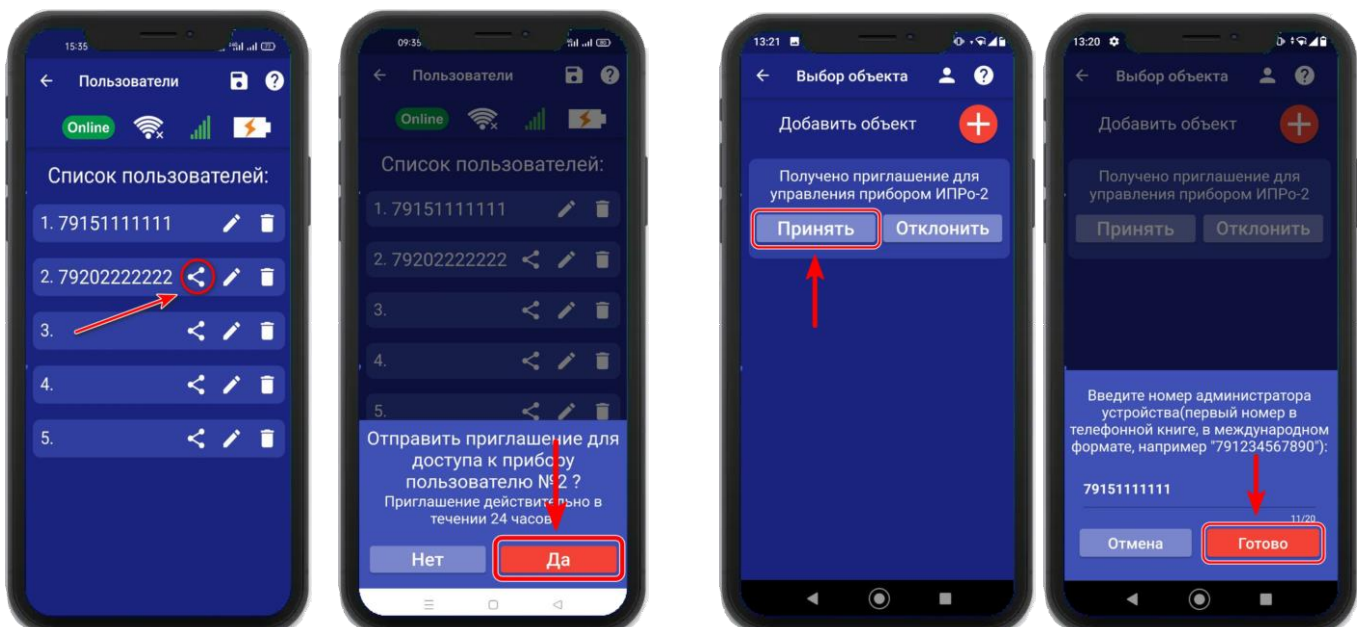 15:35
Пользователи
Online
Список пользователей:
1. 79151111111
2. 79202222222
3.
4.
5.
09:35
Пользователи
Online
Список пользователей:
1. 79151111111
2. 79202222222
3.
4.
5.
Отправить приглашение для
доступа к прибору
пользователю №2 ?
Приглашение действительно в
течении 24 часов
Нет
Да
13:21
Выбор объекта
Добавить объект
Получено приглашение для
управления прибором ИПРо-2
Принять
Отклонить
13:20
Выбор объекта
Добавить объект
Получено приглашение для
управления прибором ИПРо-2
Принять
Отклонить
Введите номер администратора
устройства(первый номер в
телефонной книге, в международном
формате, например "791234567890"):
79151111111
11/20
Отмена
Готово